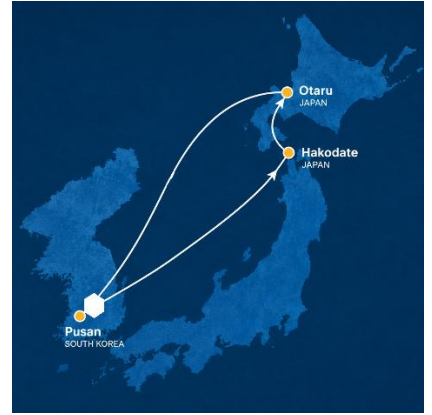 Otaru
JAPAN
Hakodate
JAPAN
Pusan
SOUTH KOREA